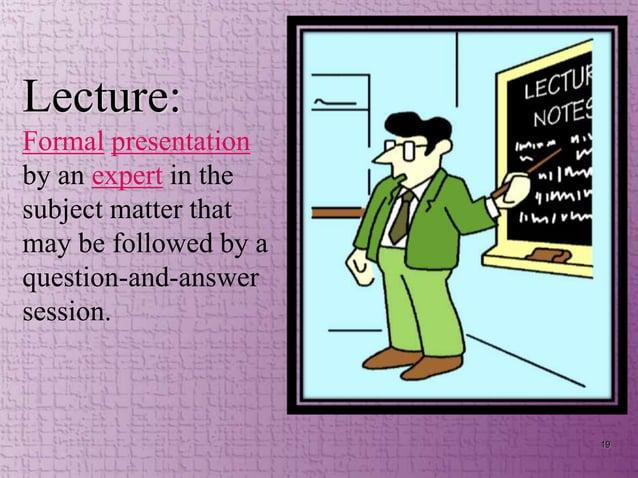 Lecture:
Formal presentation
by an expert in the
subject matter that
may be followed by a
question-and-answer
session.
LECTUR
NOTES
19